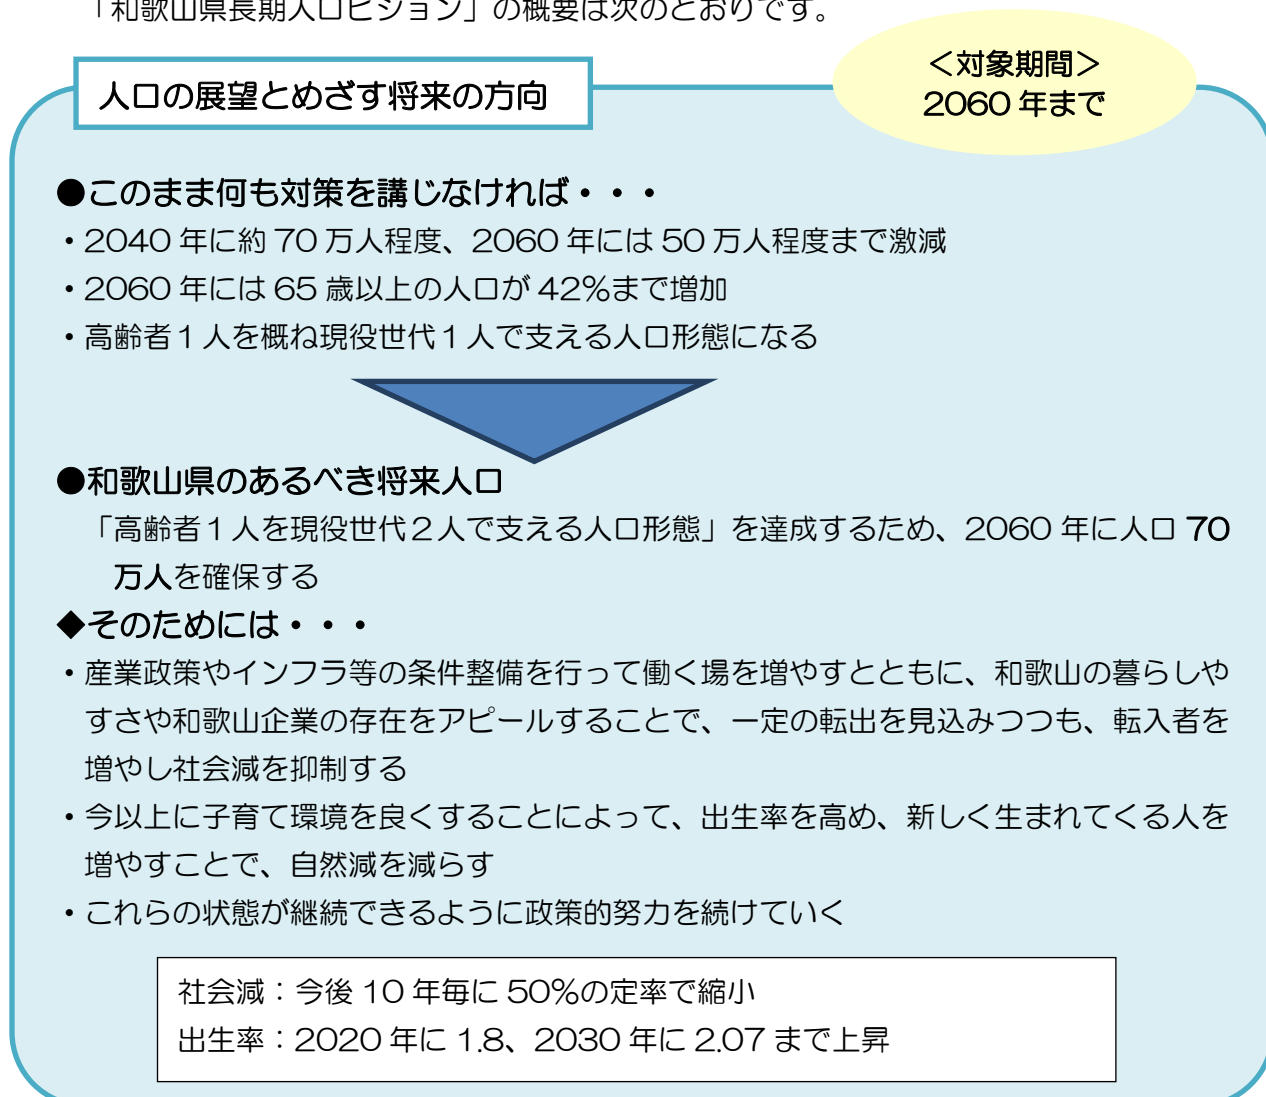 「和歌山県長期人口ビジョン」の概要は次のとおりです。
人口の展望とめざす将来の方向
＜対象期間＞
2060年まで
●このまま何も対策を講じなければ・・・
・2040年に約70万人程度、2060年には50万人程度まで激減
・2060年には65歳以上の人口が42%まで増加
・高齢者１人を概ね現役世代１人で支える人口形態になる
●和歌山県のあるべき将来人口
「高齢者１人を現役世代２人で支える人口形態」を達成するため、2060年に人口70
万人を確保する
◆そのためには・・・
・産業政策やインフラ等の条件整備を行って働く場を増やすとともに、和歌山の暮らしや
すさや和歌山企業の存在をアピールすることで、一定の転出を見込みつつも、転入者を
増やし社会減を抑制する
・今以上に子育て環境を良くすることによって、出生率を高め、新しく生まれてくる人を
増やすことで、自然減を減らす
・これらの状態が継続できるように政策的努力を続けていく
社会減：今後10年毎に50%の定率で縮小
出生率：2020年に1.8、2030年に2.07まで上昇